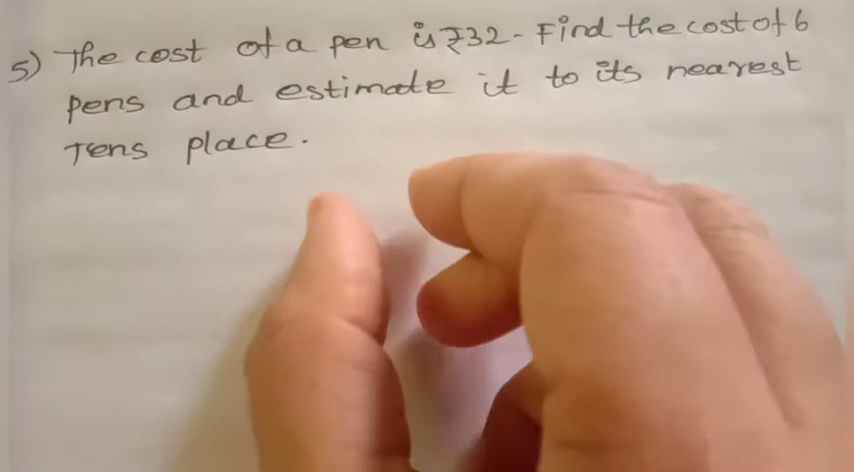 5) The cost of a pen is ₹32. Find the cost of 6
pens and estimate it to its nearest
Tens place.